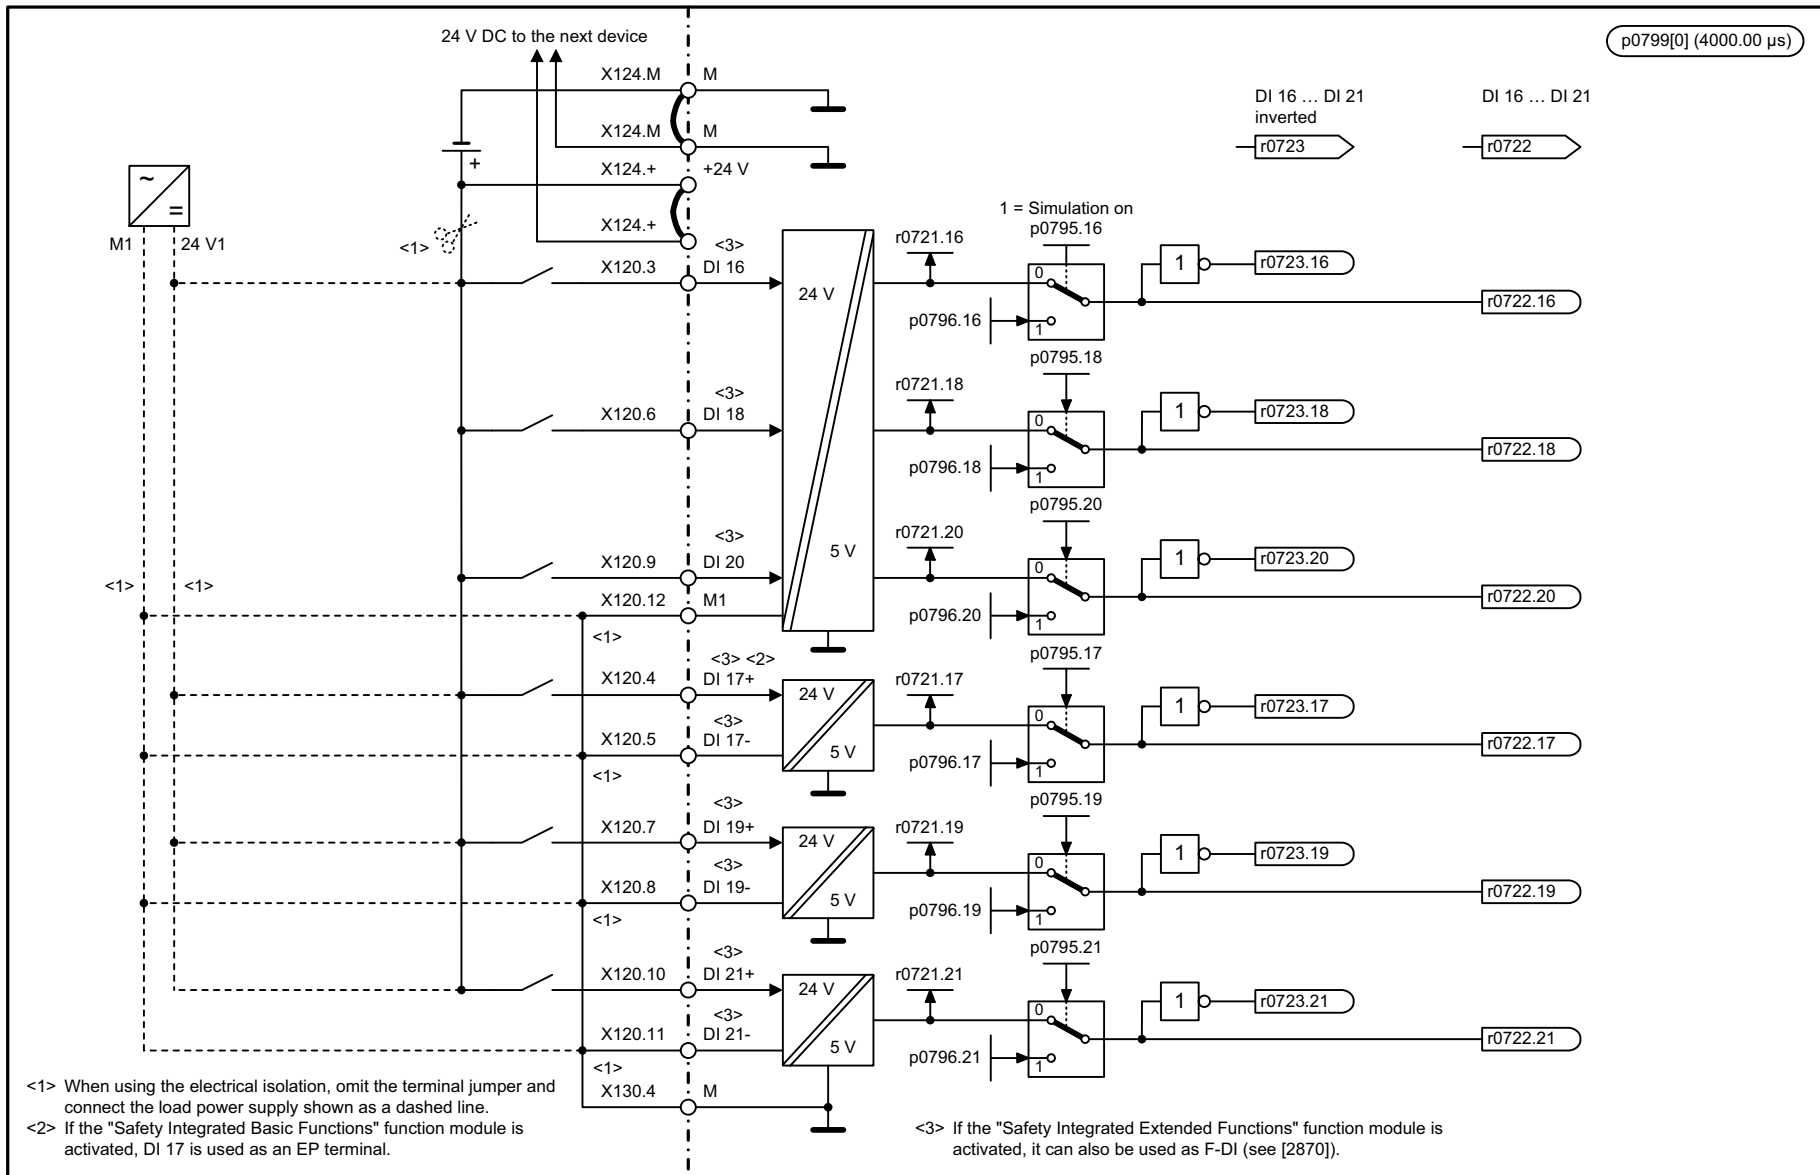 24 V DC to the next device
p0799[0] (4000.00 µs)
X124.M M
DI 16 … DI 21
inverted
DI 16 … DI 21
X124.M M
r0723
r0722
+
X124.+ +24 V
~
=
M1 24 V1
<1>
X124.+
1 = Simulation on
<3>
X120.3 DI 16
24 V
r0721.16
p0795.16
0
1
p0796.16
1
r0723.16
r0722.16
<3>
X120.6 DI 18
r0721.18
p0795.18
0
1
p0796.18
1
r0723.18
r0722.18
<3>
X120.9 DI 20
5 V
r0721.20
p0795.20
0
1
p0796.20
1
r0723.20
r0722.20
<1> <1>
X120.12 M1
<1>
<3> <2>
X120.4 DI 17+
24 V
<3>
X120.5 DI 17-
5 V
<1>
r0721.17
p0795.17
0
1
p0796.17
1
r0723.17
r0722.17
<3>
X120.7 DI 19+
24 V
<3>
X120.8 DI 19-
5 V
<1>
r0721.19
p0795.19
0
1
p0796.19
1
r0723.19
r0722.19
<3>
X120.10 DI 21+
24 V
<3>
X120.11 DI 21-
5 V
<1>
r0721.21
p0795.21
0
1
p0796.21
1
r0723.21
r0722.21
X130.4 M
<1> When using the electrical isolation, omit the terminal jumper and
connect the load power supply shown as a dashed line.
<2> If the "Safety Integrated Basic Functions" function module is
activated, DI 17 is used as an EP terminal.
<3> If the "Safety Integrated Extended Functions" function module is
activated, it can also be used as F-DI (see [2870]).